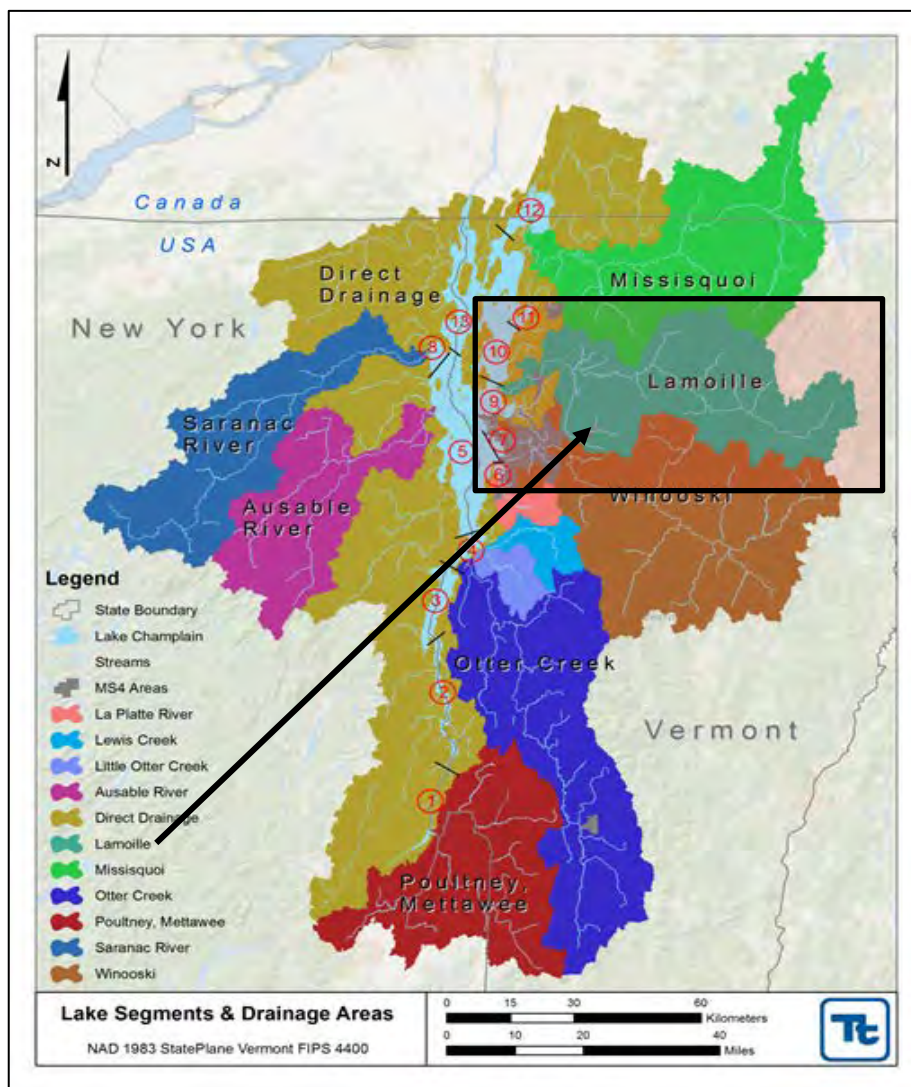 N
Canada
USA
12
Direct
Drainage
Missisquoi
New York
13
11
8
10
Lamoille
9
Saranac
River
7
5
6
Ausable
River
Winooski
4
Legend
State Boundary
Lake Champlain
Streams
MS4 Areas
La Platte River
Lewis Creek
Little Otter Creek
Ausable River
Direct Drainage
Lamoille
Missisquoi
Otter Creek
Poultney, Mettawee
Saranac River
Winooski
3
Otter Creek
2
Vermont
1
Poultney,
Mettawee
Lake Segments & Drainage Areas
NAD 1983 StatePlane Vermont FIPS 4400
0 15 30 60
Kilometers
0 10 20 40
Miles
Tt